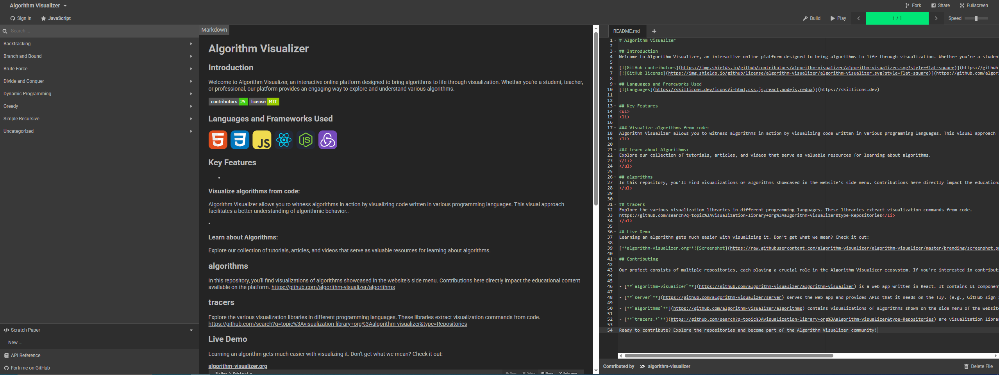 Algorithm Visualizer
Fork
Share
Fullscreen
Sign In
JavaScript
Build
Play
1 / 1
Speed
Search ...
Backtracking
Branch and Bound
Brute Force
Divide and Conquer
Dynamic Programming
Greedy
Simple Recursive
Uncategorized
</> Scratch Paper
New ...
API Reference
Fork me on GitHub
Markdown
Algorithm Visualizer
Introduction
Welcome to Algorithm Visualizer, an interactive online platform designed to bring algorithms to life through visualization. Whether you're a student, teacher,
or professional, our platform provides an engaging way to explore and understand various algorithms.
contributors 25 license MIT
Languages and Frameworks Used
JS
JS
Key Features
Visualize algorithms from code:
Algorithm Visualizer allows you to witness algorithms in action by visualizing code written in various programming languages. This visual approach
facilitates a better understanding of algorithmic behavior..
Learn about Algorithms:
Explore our collection of tutorials, articles, and videos that serve as valuable resources for learning about algorithms.
algorithms
In this repository, you'll find visualizations of algorithms showcased in the website's side menu. Contributions here directly impact the educational content
available on the platform. https://github.com/algorithm-visualizer/algorithms
tracers
Explore the various visualization libraries in different programming languages. These libraries extract visualization commands from code.
https://github.com/search?q=topic%3Avisualization-library+org%3Aalgorithm-visualizer&type=Repositories
Live Demo
Learning an algorithm gets much easier with visualizing it. Don't get what we mean? Check it out:
algorithm-visualizer.org
Sorting > Quicksort
Save
Delete
Share
Fullscreen
README.md
+
1 # Algorithm Visualizer
2
3 ## Introduction
4 Welcome to Algorithm Visualizer, an interactive online platform designed to bring algorithms to life through visualization. Whether you're a student
5
6 [![GitHub contributors](https://img.shields.io/github/contributors/algorithm-visualizer/algorithm-visualizer.svg?style=flat-square)](https://github
7 [![GitHub license](https://img.shields.io/github/license/algorithm-visualizer/algorithm-visualizer.svg?style=flat-square)](https://github.com/algor
8
9 ## Languages and Frameworks Used
10 [![Languages](https://skillicons.dev/icons?i=html,css,js,react,nodejs,redux)](https://skillicons.dev)
11
12
13 ## Key Features
14 <ul>
15 <li>
16
17 ### Visualize algorithms from code:
18 Algorithm Visualizer allows you to witness algorithms in action by visualizing code written in various programming languages. This visual approach
19 <li>
20
21 ### Learn about Algorithms:
22 Explore our collection of tutorials, articles, and videos that serve as valuable resources for learning about algorithms.
23 </li>
24 </ul>
25
26 ## algorithms
27 In this repository, you'll find visualizations of algorithms showcased in the website's side menu. Contributions here directly impact the educationa
28 </ul>
29
30
31 ## tracers
32 Explore the various visualization libraries in different programming languages. These libraries extract visualization commands from code.
33 https://github.com/search?q=topic%3Avisualization-library+org%3Aalgorithm-visualizer&type=Repositories</li>
34 </ul>
35
36 ## Live Demo
37 Learning an algorithm gets much easier with visualizing it. Don't get what we mean? Check it out:
38
39 [**algorithm-visualizer.org**![Screenshot](https://raw.githubusercontent.com/algorithm-visualizer/algorithm-visualizer/master/branding/screenshot.p
40
41 ## Contributing
42
43 Our project consists of multiple repositories, each playing a crucial role in the Algorithm Visualizer ecosystem. If you're interested in contributi
44
45
46 - [**`algorithm-visualizer`**](https://github.com/algorithm-visualizer/algorithm-visualizer) is a web app written in React. It contains UI component
47
48 - [**`server`**](https://github.com/algorithm-visualizer/server) serves the web app and provides APIs that it needs on the fly. (e.g., GitHub sign
49
50 - [**`algorithms`**](https://github.com/algorithm-visualizer/algorithms) contains visualizations of algorithms shown on the side menu of the website
51
52 - [**`tracers.*`**](https://github.com/search?q=topic%3Avisualization-library+org%3Aalgorithm-visualizer&type=Repositories) are visualization librar
53
54 Ready to contribute? Explore the repositories and become part of the Algorithm Visualizer community!
Contributed by algorithm-visualizer
Delete File